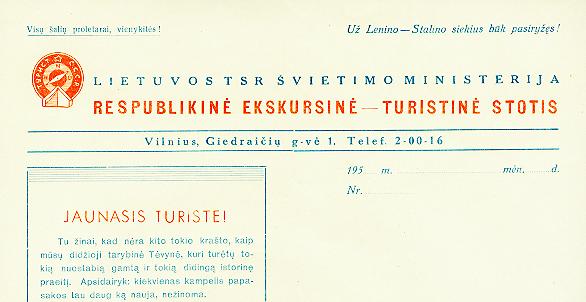 Visų šalių proletarai, vienykitės!
Už Lenino—Stalino siekius būk pasiryžęs!
ТУРИСТ СССР
LIETUVOS TSR ŠVIETIMO MINISTERIJA
RESPUBLIKINĖ EKSKURSINĖ—TURISTINĖ STOTIS
Vilnius, Giedraičių g-vė 1. Telef. 2-00-16
195 m. mėn. d.
Nr.
JAUNASIS TURISTE!
Tu žinai, kad nėra kito tokio krašto, kaip
mūsų didžioji tarybinė Tėvynė, kuri turėtų to-
kią nuostabią gamtą ir tokią didingą istorinę
praeitį. Apsidairyk: kiekvienas kampelis papa-
sakos tau daug ką nauja, nežinoma.